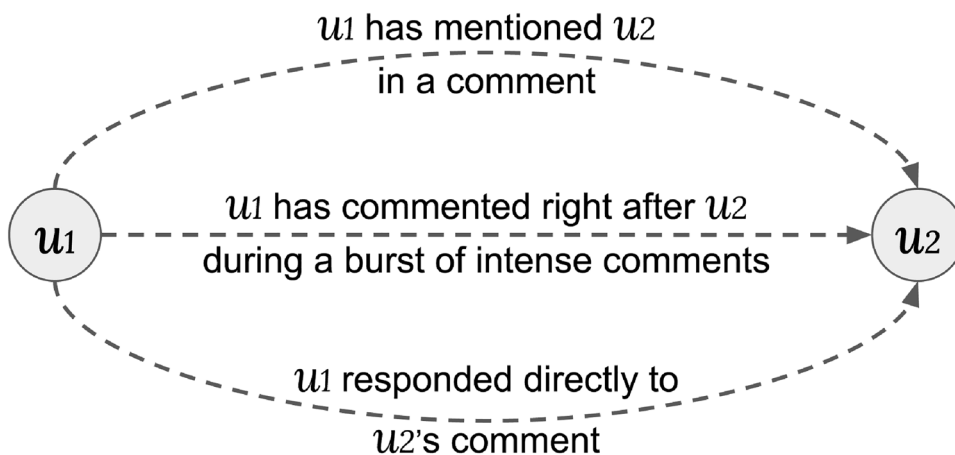 u1 has mentioned u2
in a comment
u1
u1 has commented right after u2
during a burst of intense comments
u2
u1 responded directly to
u2's comment